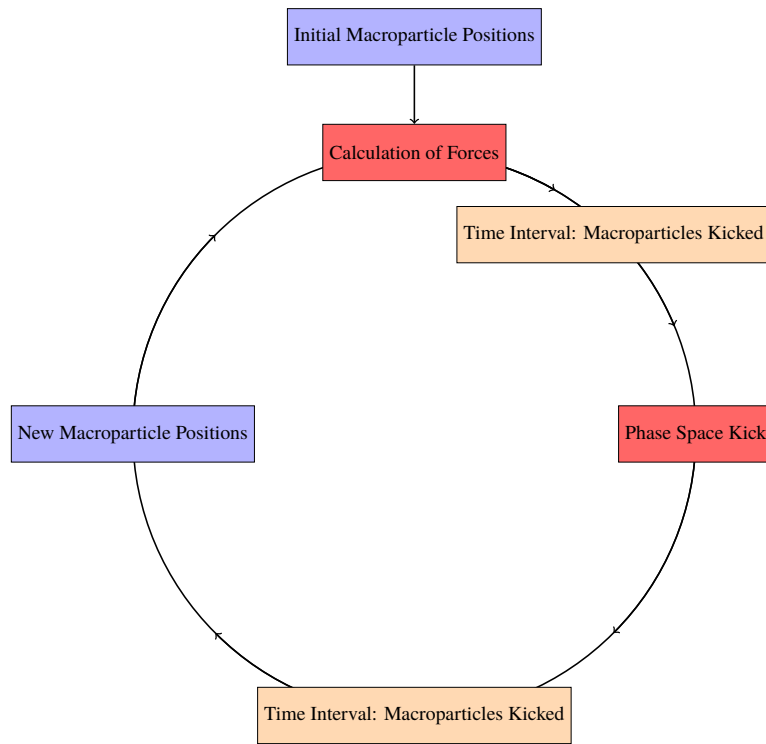 Initial Macroparticle Positions
Calculation of Forces
Time Interval: Macroparticles Kicked
Phase Space Kick
New Macroparticle Positions
Time Interval: Macroparticles Kicked